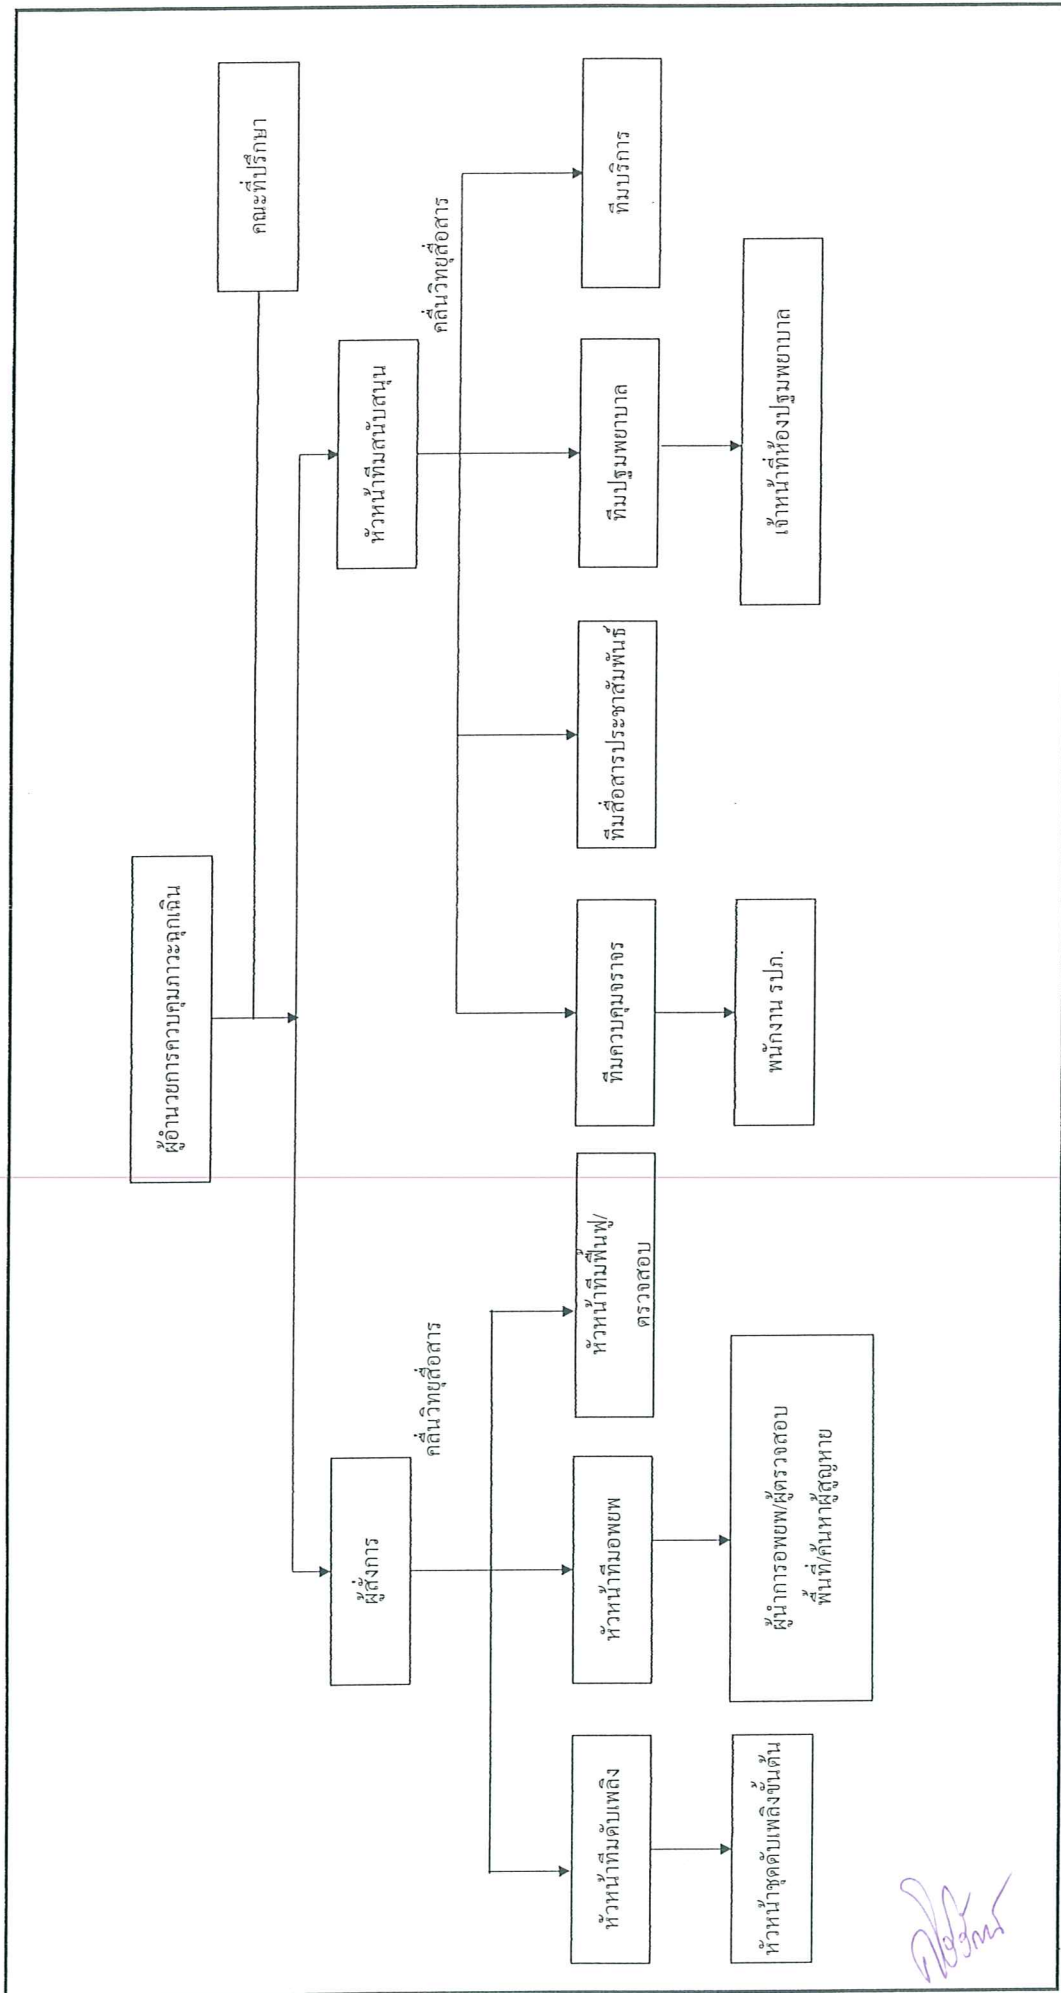 ผู้อำนวยการควบคุมภาวะฉุกเฉิน
คณะที่ปรึกษา
ผู้สั่งการ
หัวหน้าทีมสนับสนุน
คลื่นวิทยุสื่อสาร
คลื่นวิทยุสื่อสาร
หัวหน้าทีมดับเพลิง
หัวหน้าทีมอพยพ
หัวหน้าทีมฟื้นฟู/
ตรวจสอบ
ทีมควบคุมจราจร
ทีมสื่อสารประชาสัมพันธ์
ทีมปฐมพยาบาล
ทีมบริการ
หัวหน้าชุดดับเพลิงขั้นต้น
ผู้นำการอพยพ/ผู้ตรวจสอบ
พื้นที่/ค้นหาผู้สูญหาย
พนักงาน รปภ.
เจ้าหน้าที่ห้องปฐมพยาบาล